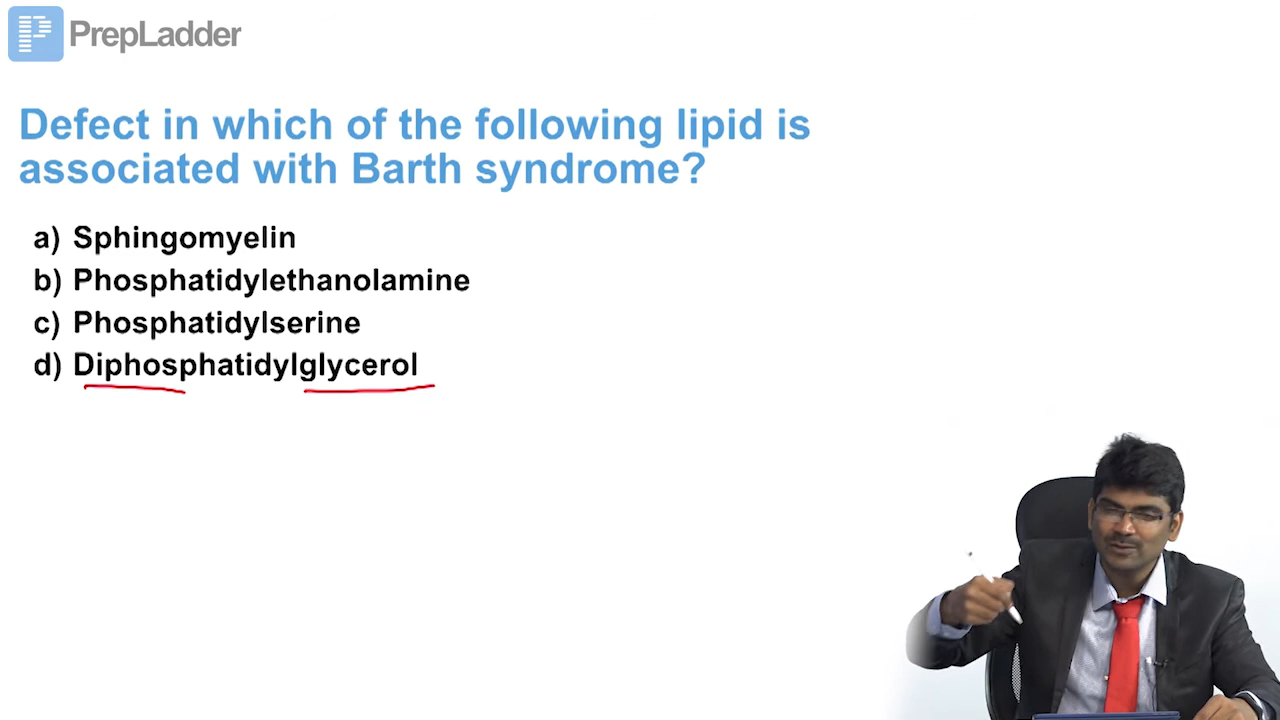 PrepLadder
Defect in which of the following lipid is
associated with Barth syndrome?
a) Sphingomyelin
b) Phosphatidylethanolamine
c) Phosphatidylserine
d) Diphosphatidylglycerol